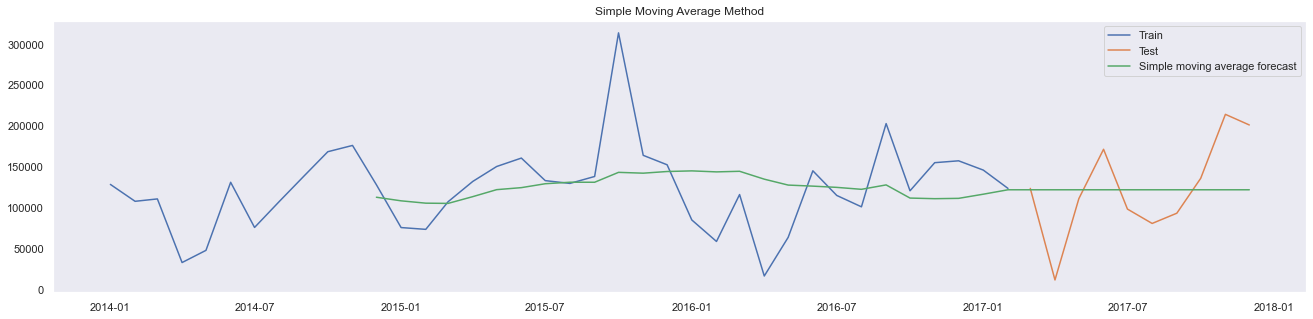 Simple Moving Average Method
Train
Test
Simple moving average forecast
300000
250000
200000
150000
100000
50000
0
2014-01 2014-07 2015-01 2015-07 2016-01 2016-07 2017-01 2017-07 2018-01